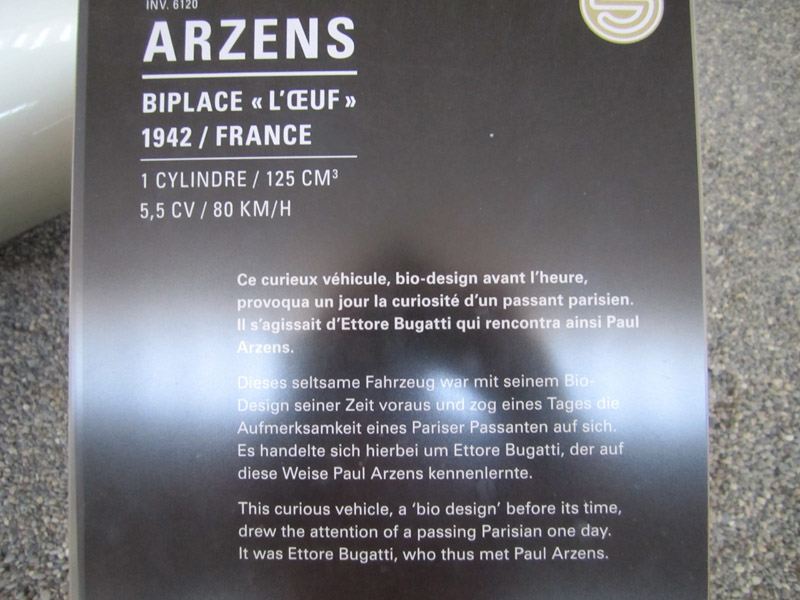 INV. 6120
ARZENS
BIPLACE « L'ŒUF »
1942 / FRANCE
1 CYLINDRE / 125 CM³
5,5 CV / 80 KM/H
Ce curieux véhicule, bio-design avant l'heure,
provoqua un jour la curiosité d'un passant parisien.
Il s'agissait d'Ettore Bugatti qui rencontra ainsi Paul
Arzens.
Dieses seltsame Fahrzeug war mit seinem Bio-
Design seiner Zeit voraus und zog eines Tages die
Aufmerksamkeit eines Pariser Passanten auf sich.
Es handelte sich hierbei um Ettore Bugatti, der auf
diese Weise Paul Arzens kennenlernte.
This curious vehicle, a 'bio design' before its time,
drew the attention of a passing Parisian one day.
It was Ettore Bugatti, who thus met Paul Arzens.